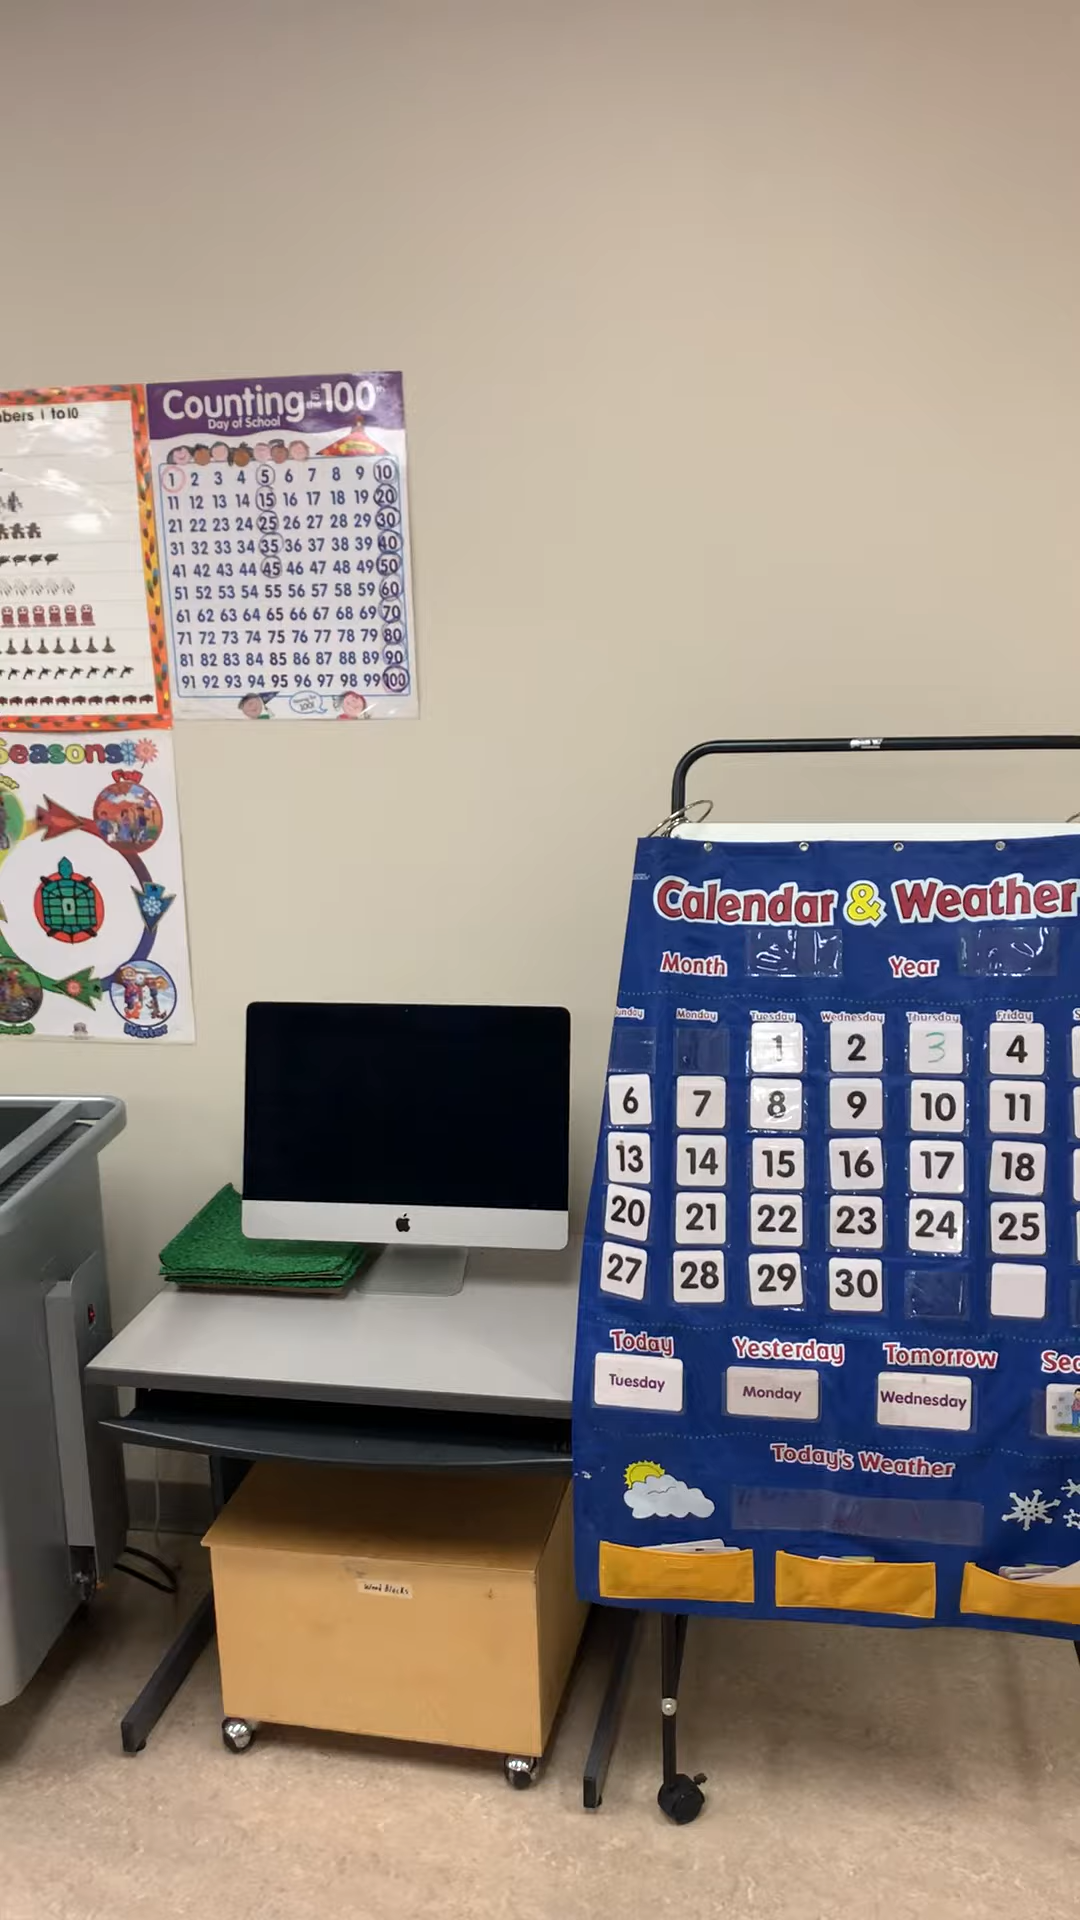 bers 1 to 10
Counting to the 100th
Day of School
1 2 3 4 5 6 7 8 9 10
11 12 13 14 15 16 17 18 19 20
21 22 23 24 25 26 27 28 29 30
31 32 33 34 35 36 37 38 39 40
41 42 43 44 45 46 47 48 49 50
51 52 53 54 55 56 57 58 59 60
61 62 63 64 65 66 67 68 69 70
71 72 73 74 75 76 77 78 79 80
81 82 83 84 85 86 87 88 89 90
91 92 93 94 95 96 97 98 99 100
Seasons
Fall
Winter
Wood Blocks
Calendar & Weather
Month Year
unday Monday Tuesday Wednesday Thursday Friday S
1 2 3 4
6 7 8 9 10 11
13 14 15 16 17 18
20 21 22 23 24 25
27 28 29 30
Today Yesterday Tomorrow Sea
Tuesday Monday Wednesday
Today's Weather